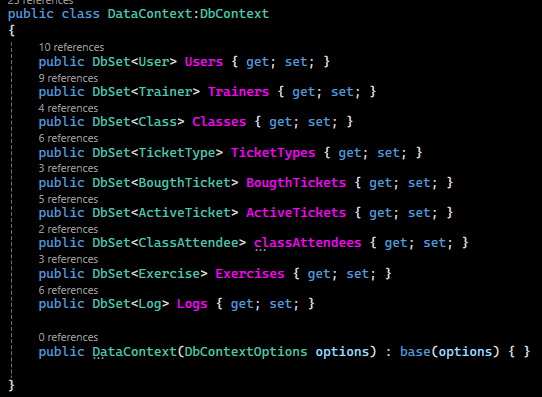 25 references
public class DataContext:DbContext
{
10 references
public DbSet<User> Users { get; set; }
9 references
public DbSet<Trainer> Trainers { get; set; }
4 references
public DbSet<Class> Classes { get; set; }
6 references
public DbSet<TicketType> TicketTypes { get; set; }
3 references
public DbSet<BougthTicket> BougthTickets { get; set; }
5 references
public DbSet<ActiveTicket> ActiveTickets { get; set; }
2 references
public DbSet<ClassAttendee> classAttendees { get; set; }
3 references
public DbSet<Exercise> Exercises { get; set; }
6 references
public DbSet<Log> Logs { get; set; }
0 references
public DataContext(DbContextOptions options) : base(options) { }
}